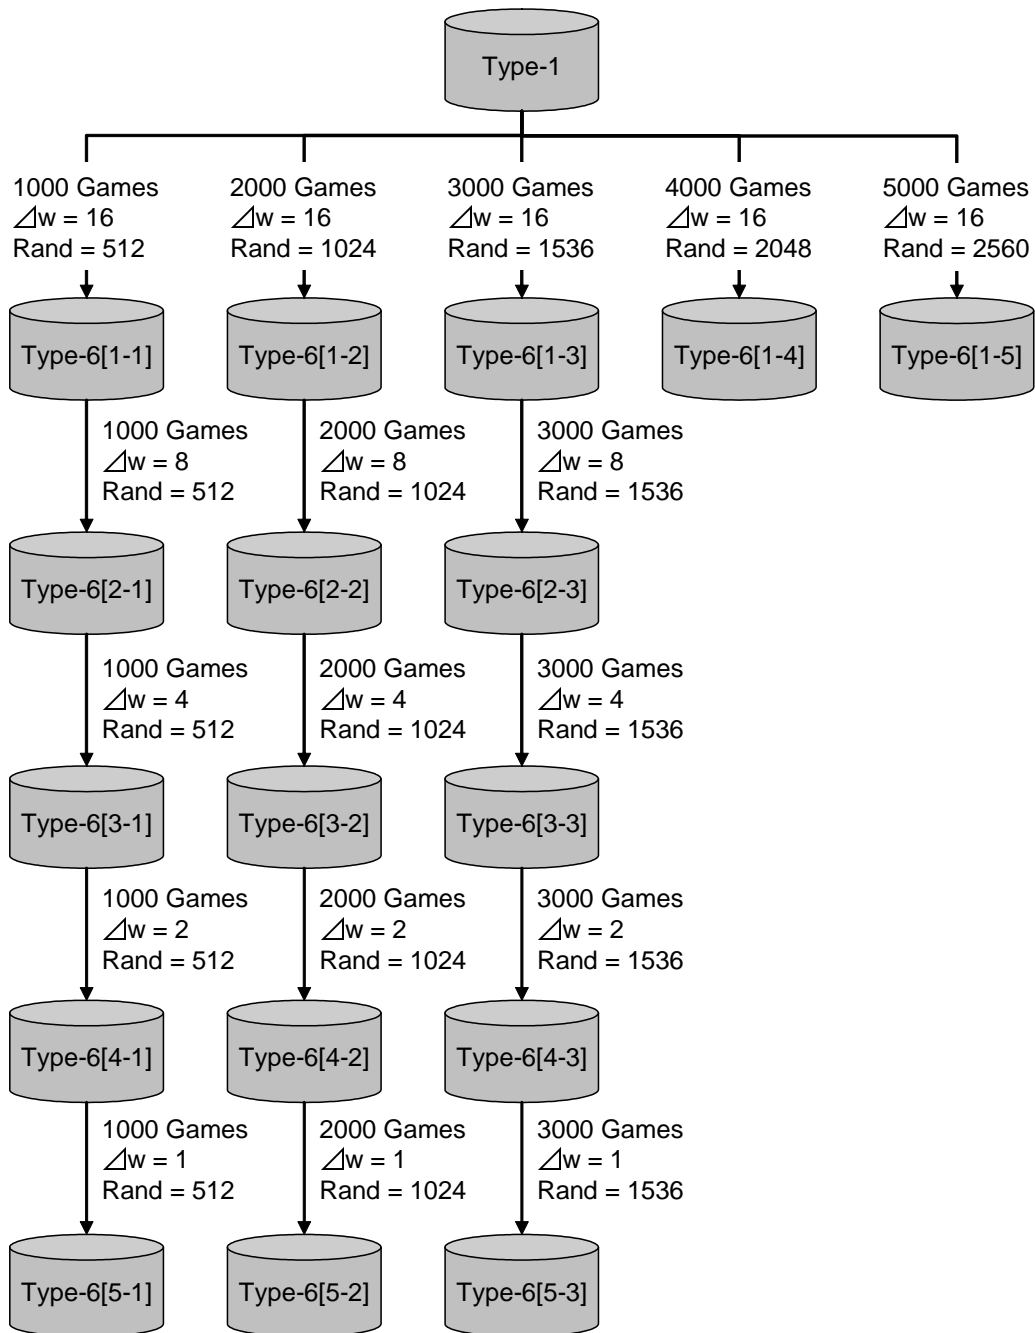 Type-1
1000 Games
⊿w = 16
Rand = 512
2000 Games
⊿w = 16
Rand = 1024
3000 Games
⊿w = 16
Rand = 1536
4000 Games
⊿w = 16
Rand = 2048
5000 Games
⊿w = 16
Rand = 2560
Type-6[1-1]
Type-6[1-2]
Type-6[1-3]
Type-6[1-4]
Type-6[1-5]
1000 Games
⊿w = 8
Rand = 512
2000 Games
⊿w = 8
Rand = 1024
3000 Games
⊿w = 8
Rand = 1536
Type-6[2-1]
Type-6[2-2]
Type-6[2-3]
1000 Games
⊿w = 4
Rand = 512
2000 Games
⊿w = 4
Rand = 1024
3000 Games
⊿w = 4
Rand = 1536
Type-6[3-1]
Type-6[3-2]
Type-6[3-3]
1000 Games
⊿w = 2
Rand = 512
2000 Games
⊿w = 2
Rand = 1024
3000 Games
⊿w = 2
Rand = 1536
Type-6[4-1]
Type-6[4-2]
Type-6[4-3]
1000 Games
⊿w = 1
Rand = 512
2000 Games
⊿w = 1
Rand = 1024
3000 Games
⊿w = 1
Rand = 1536
Type-6[5-1]
Type-6[5-2]
Type-6[5-3]